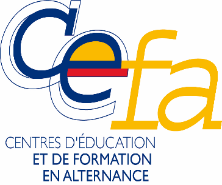 cefa
CENTRES D'ÉDUCATION
ET DE FORMATION
EN ALTERNANCE